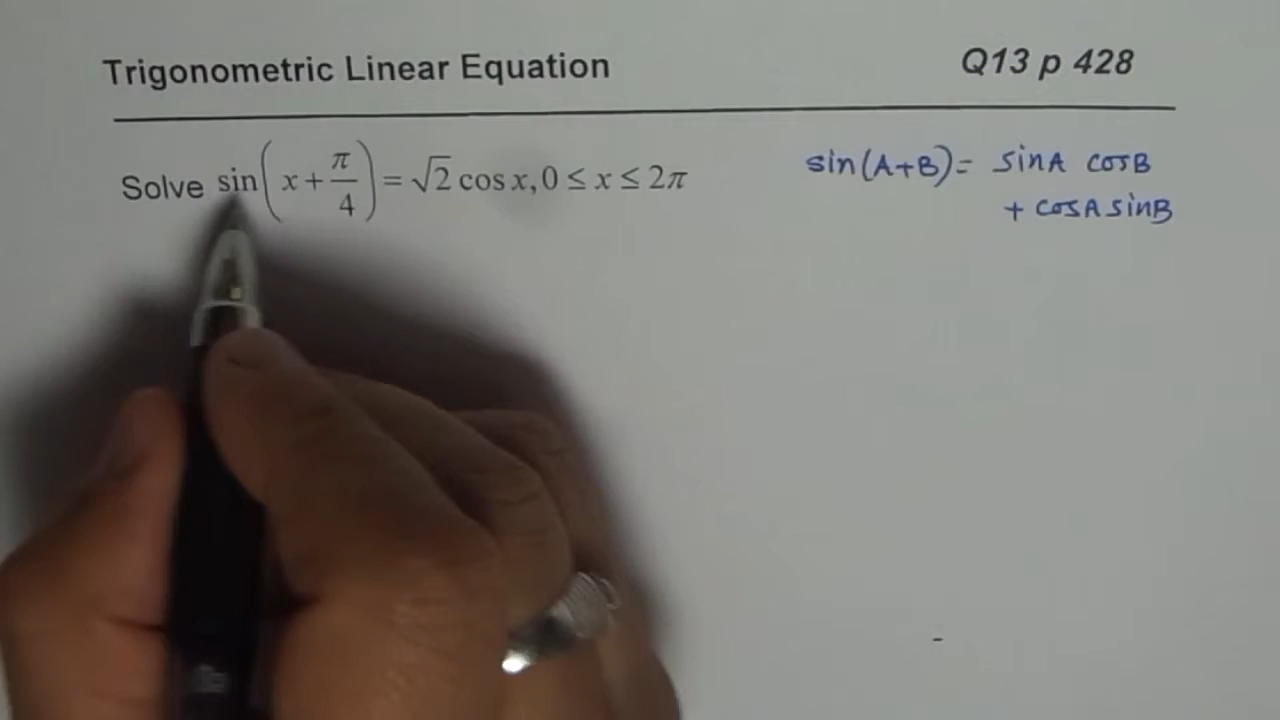 Trigonometric Linear Equation Q13 p 428
Solve sin(x + π/4) = √2 cos x, 0 ≤ x ≤ 2π
sin(A+B) = sinA cosB
+ cosA sinB